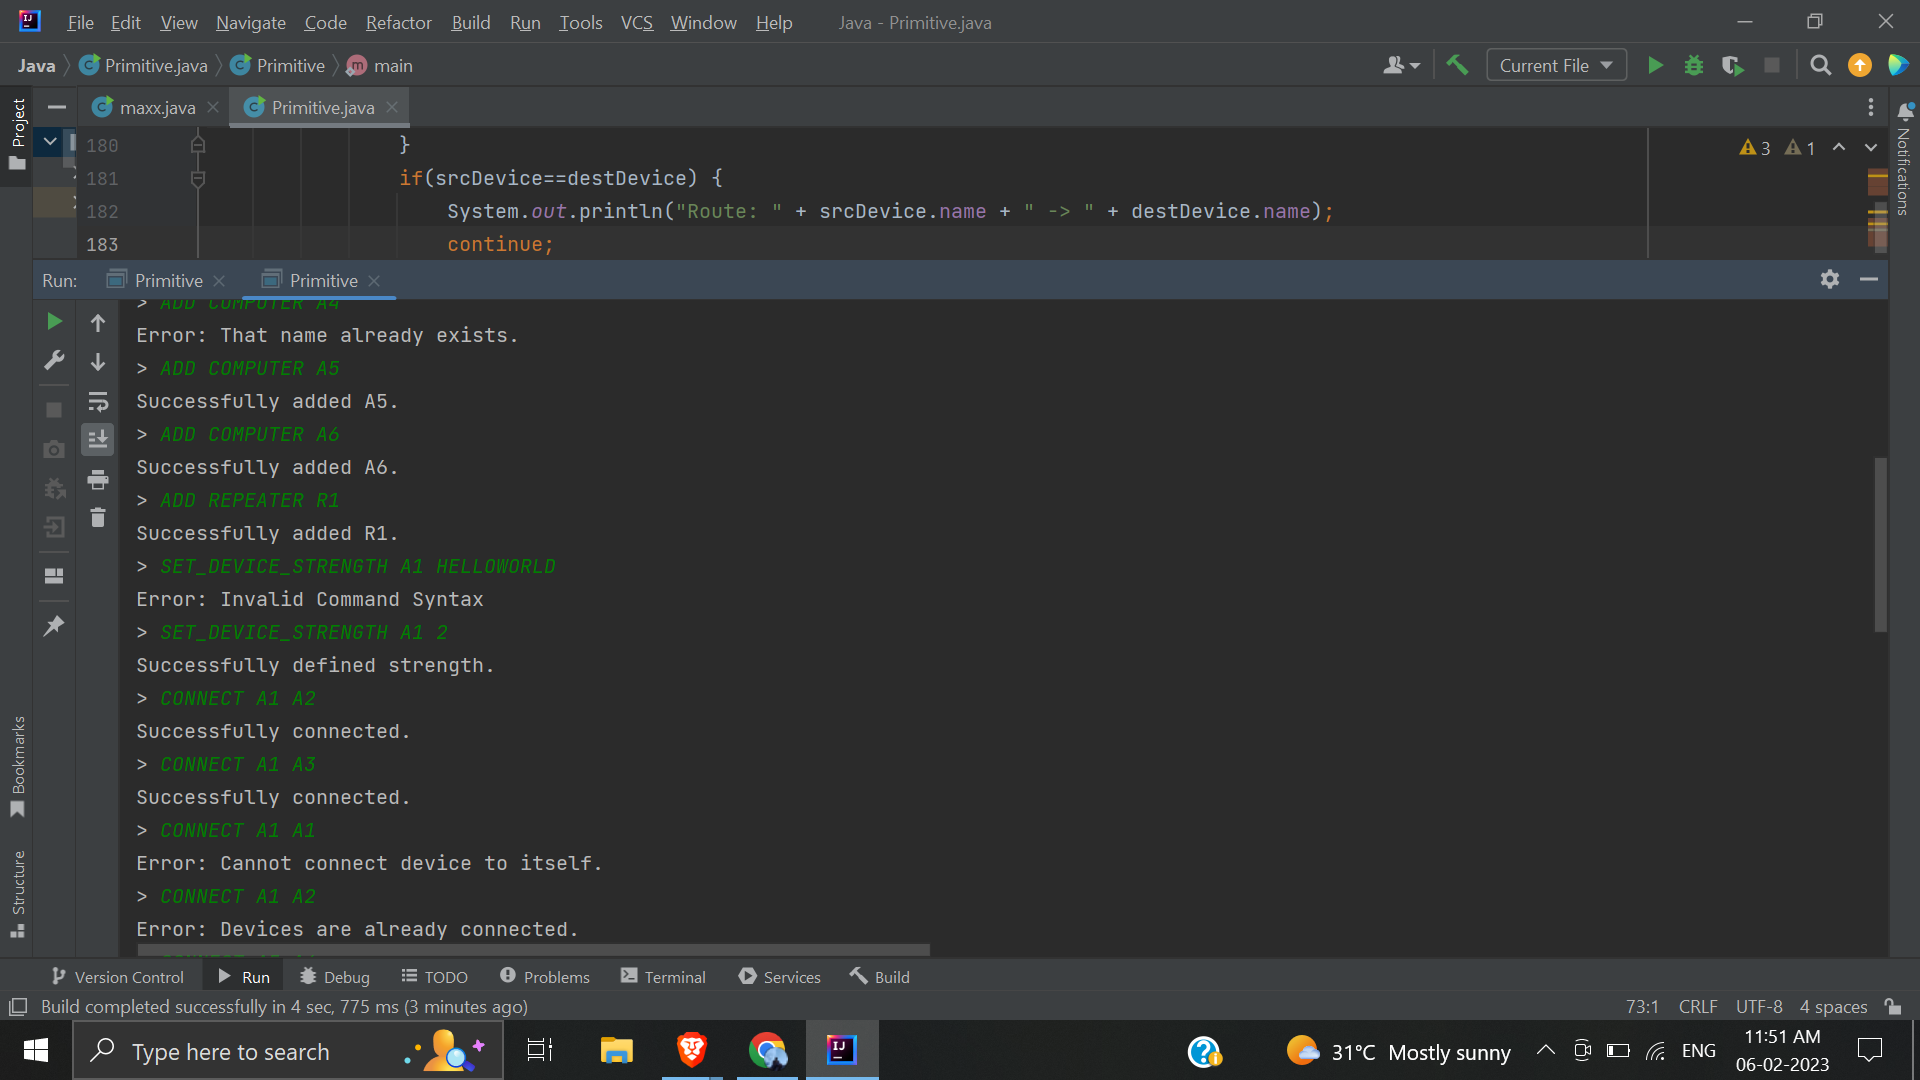 File Edit View Navigate Code Refactor Build Run Tools VCS Window Help Java - Primitive.java
Java Primitive.java Primitive main Current File
Project maxx.java Primitive.java
180 }
3 1
181 if(srcDevice==destDevice) {
182 System.out.println("Route: " + srcDevice.name + " -> " + destDevice.name);
183 continue;
Notifications
Run: Primitive Primitive
> ADD COMPUTER A4
Error: That name already exists.
> ADD COMPUTER A5
Successfully added A5.
> ADD COMPUTER A6
Successfully added A6.
> ADD REPEATER R1
Successfully added R1.
> SET_DEVICE_STRENGTH A1 HELLOWORLD
Error: Invalid Command Syntax
> SET_DEVICE_STRENGTH A1 2
Successfully defined strength.
> CONNECT A1 A2
Successfully connected.
> CONNECT A1 A3
Successfully connected.
> CONNECT A1 A1
Error: Cannot connect device to itself.
> CONNECT A1 A2
Error: Devices are already connected.
Bookmarks
Structure
Version Control Run Debug TODO Problems Terminal Services Build
Build completed successfully in 4 sec, 775 ms (3 minutes ago) 73:1 CRLF UTF-8 4 spaces
Type here to search 31°C Mostly sunny ENG 11:51 AM
06-02-2023